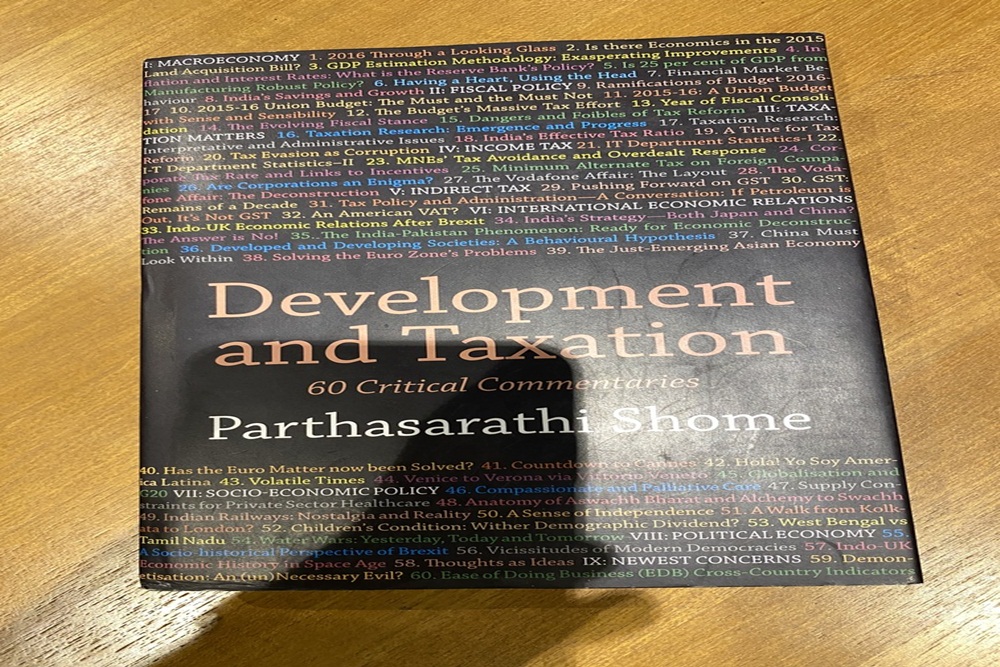 I: MACROECONOMY 1. 2016 Through a Looking Glass 2. Is there Economics in the 2015
Land Acquisition Bill? 3. GDP Estimation Methodology: Exasperating Improvements 4. In-
flation and Interest Rates: What is the Reserve Bank's Policy? 5. Is 25 per cent of GDP from
Manufacturing Robust Policy? 6. Having a Heart, Using the Head 7. Financial Market Be-
haviour 8. India's Savings and Growth II: FISCAL POLICY 9. Ramifications of Budget 2016-
17 10. 2015-16 Union Budget: The Must and the Must Not 11. 2015-16: A Union Budget
with Sense and Sensibility 12. The Budget's Massive Tax Effort 13. Year of Fiscal Consoli-
dation 14. The Evolving Fiscal Stance 15. Dangers and Foibles of Tax Reform III: TAXA-
TION MATTERS 16. Taxation Research: Emergence and Progress 17. Taxation Research:
Interpretative and Administrative Issues 18. India's Effective Tax Ratio 19. A Time for Tax
Reform 20. Tax Evasion as Corruption IV: INCOME TAX 21. IT Department Statistics-I 22.
I-T Department Statistics–II 23. MNEs' Tax Avoidance and Overdealt Response 24. Cor-
porate Tax Rate and Links to Incentives 25. Minimum Alternate Tax on Foreign Compa-
nies 26. Are Corporations an Enigma? 27. The Vodafone Affair: The Layout 28. The Voda-
fone Affair: The Deconstruction V: INDIRECT TAX 29. Pushing Forward on GST 30. GST:
Remains of a Decade 31. Tax Policy and Administration—A Conversation: If Petroleum is
Out, It's Not GST 32. An American VAT? VI: INTERNATIONAL ECONOMIC RELATIONS
33. Indo-UK Economic Relations After Brexit 34. India's Strategy—Both Japan and China?
The Answer is No! 35. The India-Pakistan Phenomenon: Ready for Economic Deconstruc-
tion 36. Developed and Developing Societies: A Behavioural Hypothesis 37. China Must
Look Within 38. Solving the Euro Zone's Problems 39. The Just-Emerging Asian Economy
Development
and Taxation
60 Critical Commentaries
Parthasarathi Shome
40. Has the Euro Matter now been Solved? 41. Countdown to Cannes 42. Hola! Yo Soy Amer-
ica Latina 43. Volatile Times 44. Venice to Verona via Vittorio Veneto 45. Globalisation and
G20 VII: SOCIO-ECONOMIC POLICY 46. Compassionate and Palliative Care 47. Supply Con-
straints for Private Sector Healthcare 48. Anatomy of Aswachh Bharat and Alchemy to Swachh
49. Indian Railways: Nostalgia and Reality 50. A Sense of Independence 51. A Walk from Kolk-
ata to London? 52. Children's Condition: Wither Demographic Dividend? 53. West Bengal vs
Tamil Nadu 54. Water Wars: Yesterday, Today and Tomorrow VIII: POLITICAL ECONOMY 55.
A Socio-historical Perspective of Brexit 56. Vicissitudes of Modern Democracies 57. Indo-UK
Economic History in Space Age 58. Thoughts as Ideas IX: NEWEST CONCERNS 59. Demon-
etisation: An (un)Necessary Evil? 60. Ease of Doing Business (EDB) Cross-Country Indicators